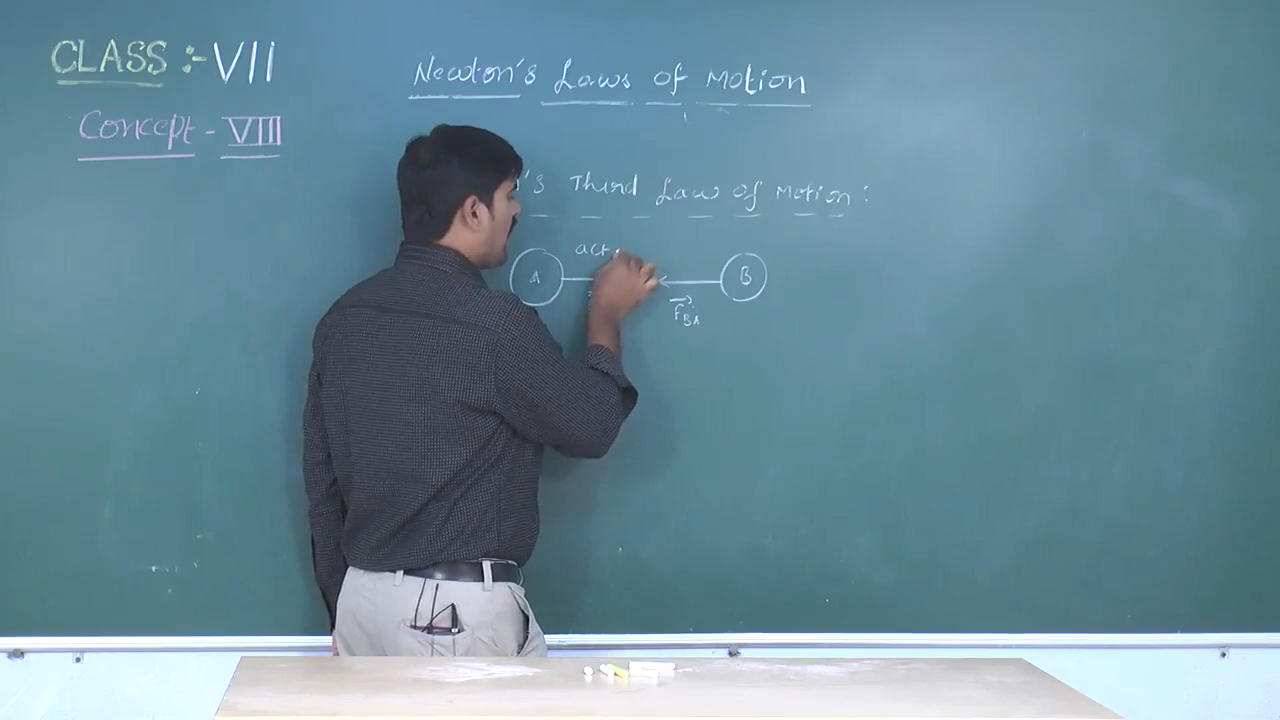 CLASS :- VII
Newton's Laws of Motion
Concept - VIII
's Third Law of Motion :
act
A B
F BA